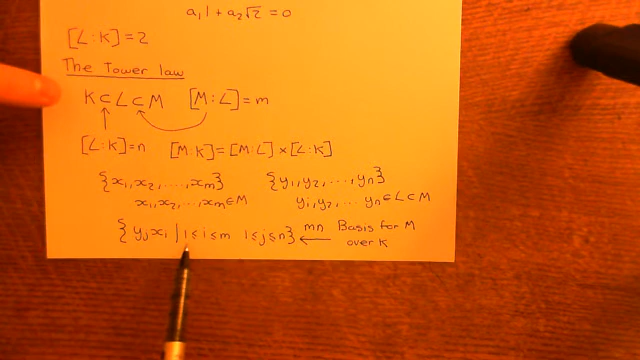 a₁1 + a₂√2 = 0
[L:K] = 2
The Tower law
K ⊂ L ⊂ M [M:L] = m
[L:K] = n [M:K] = [M:L] × [L:K]
{x₁, x₂, ..., xₘ} {y₁, y₂, ..., yₙ}
x₁, x₂, ..., xₘ ∈ M y₁, y₂, ... yₙ ∈ L ⊂ M
{yⱼxᵢ | 1 ≤ i ≤ m 1 ≤ j ≤ n} ← mn Basis for M
over K